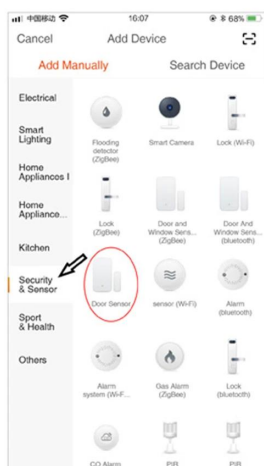 中国移动 16:07 68%
Cancel Add Device
Add Manually Search Device
Electrical
Smart
Lighting
Home
Appliances I
Home
Appliance...
Kitchen
Security
& Sensor
Sport
& Health
Others
Flooding
detector
(ZigBee)
Smart Camera
Lock (Wi-Fi)
Lock
(ZigBee)
Door and
Window Sens...
(ZigBee)
Door And
Window Sens...
(bluetooth)
Door Sensor
sensor (Wi-Fi)
Alarm
(bluetooth)
Alarm
system (Wi-F...
Gas Alarm
(ZigBee)
Lock
(bluetooth)
CO Alarm
PIR
PIR